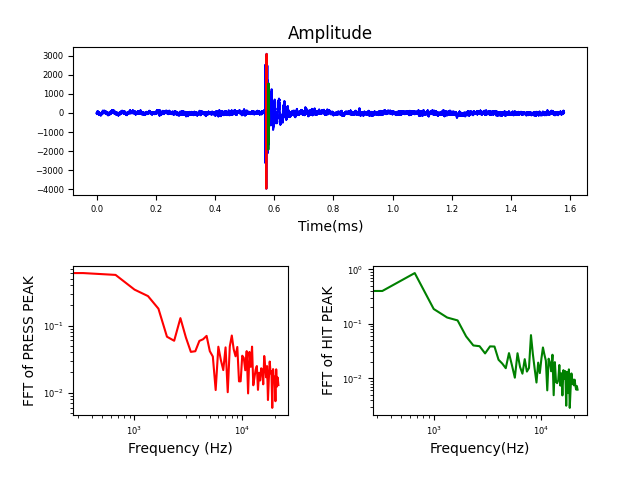 Amplitude
3000
2000
1000
0
−1000
−2000
−3000
−4000
0.0 0.2 0.4 0.6 0.8 1.0 1.2 1.4 1.6
Time(ms)
FFT of PRESS PEAK
10⁻¹
10⁻²
10³ 10⁴
Frequency (Hz)
FFT of HIT PEAK
10⁰
10⁻¹
10⁻²
10³ 10⁴
Frequency(Hz)